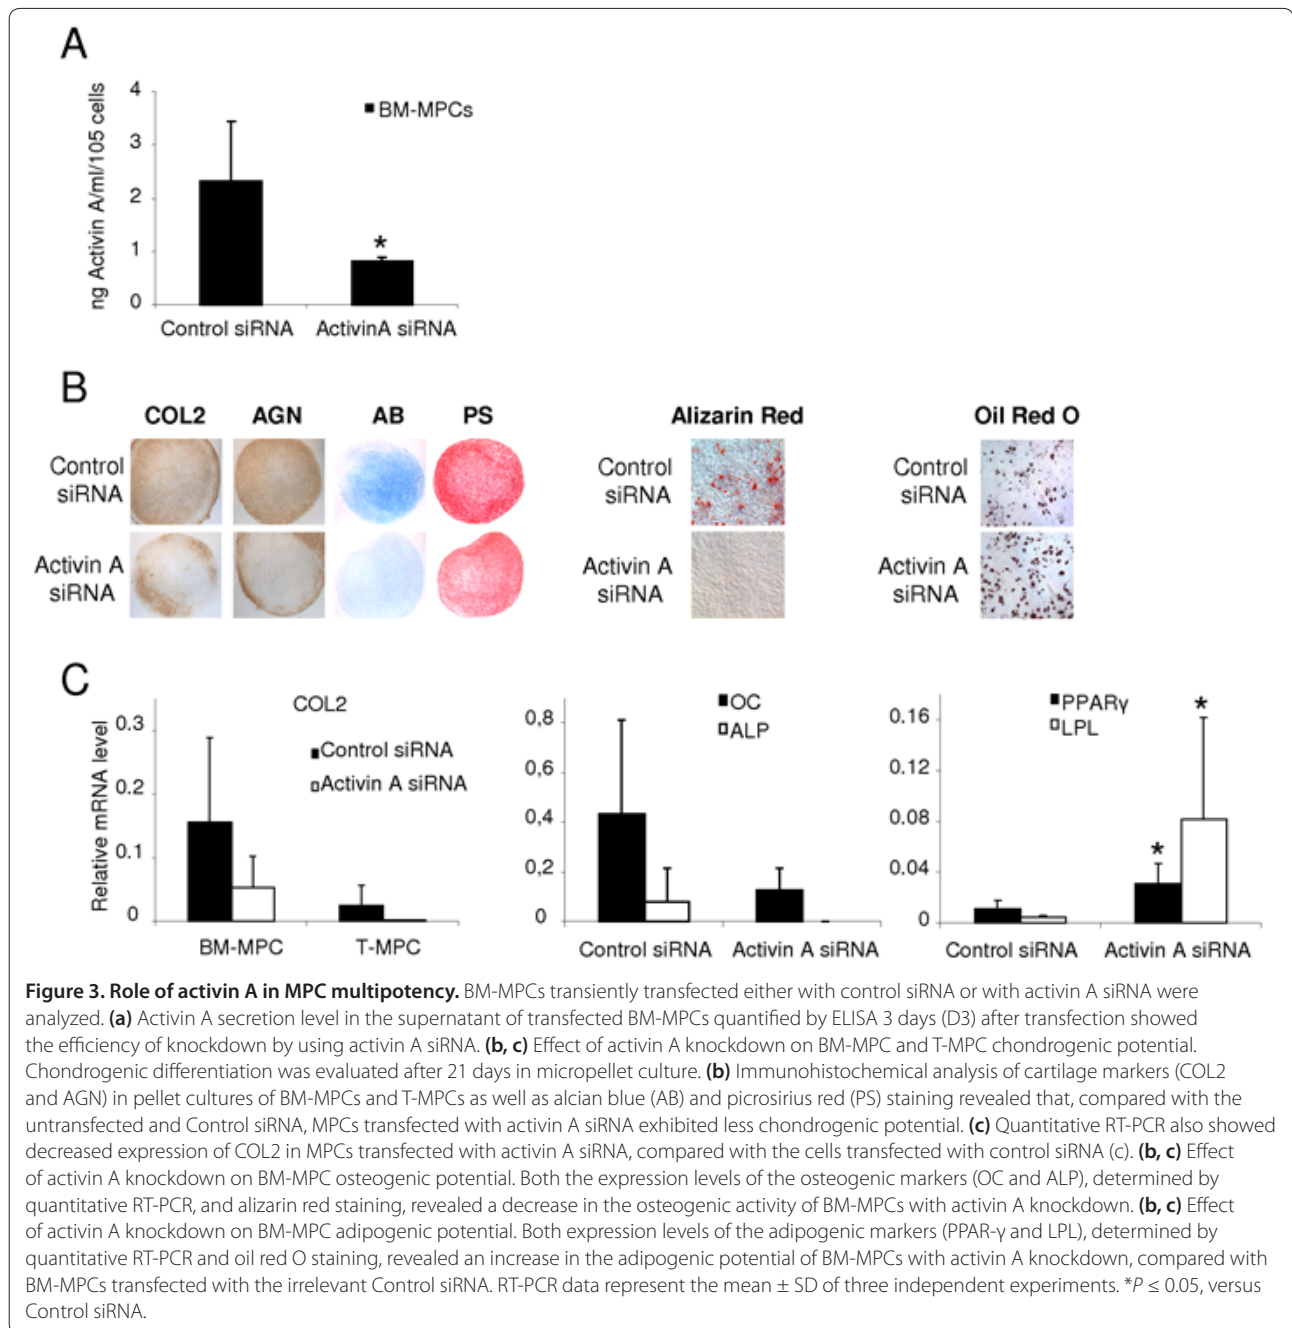 A
4
3
2
1
0
ng Activin A/ml/105 cells
BM-MPCs
*
Control siRNA
ActivinA siRNA
B
COL2
AGN
AB
PS
Control
siRNA
Activin A
siRNA
Alizarin Red
Control
siRNA
Activin A
siRNA
Oil Red O
Control
siRNA
Activin A
siRNA
C
Relative mRNA level
0.3
0.2
0.1
0
COL2
Control siRNA
Activin A siRNA
BM-MPC
T-MPC
0,8
0,6
0,4
0,2
0
OC
ALP
Control siRNA
Activin A siRNA
0.16
0.12
0.08
0.04
0
PPARγ
LPL
*
*
Control siRNA
Activin A siRNA
Figure 3. Role of activin A in MPC multipotency. BM-MPCs transiently transfected either with control siRNA or with activin A siRNA were
analyzed. (a) Activin A secretion level in the supernatant of transfected BM-MPCs quantified by ELISA 3 days (D3) after transfection showed
the efficiency of knockdown by using activin A siRNA. (b, c) Effect of activin A knockdown on BM-MPC and T-MPC chondrogenic potential.
Chondrogenic differentiation was evaluated after 21 days in micropellet culture. (b) Immunohistochemical analysis of cartilage markers (COL2
and AGN) in pellet cultures of BM-MPCs and T-MPCs as well as alcian blue (AB) and picrosirius red (PS) staining revealed that, compared with the
untransfected and Control siRNA, MPCs transfected with activin A siRNA exhibited less chondrogenic potential. (c) Quantitative RT-PCR also showed
decreased expression of COL2 in MPCs transfected with activin A siRNA, compared with the cells transfected with control siRNA (c). (b, c) Effect
of activin A knockdown on BM-MPC osteogenic potential. Both the expression levels of the osteogenic markers (OC and ALP), determined by
quantitative RT-PCR, and alizarin red staining, revealed a decrease in the osteogenic activity of BM-MPCs with activin A knockdown. (b, c) Effect
of activin A knockdown on BM-MPC adipogenic potential. Both expression levels of the adipogenic markers (PPAR-γ and LPL), determined by
quantitative RT-PCR and oil red O staining, revealed an increase in the adipogenic potential of BM-MPCs with activin A knockdown, compared with
BM-MPCs transfected with the irrelevant Control siRNA. RT-PCR data represent the mean ± SD of three independent experiments. *P ≤ 0.05, versus
Control siRNA.